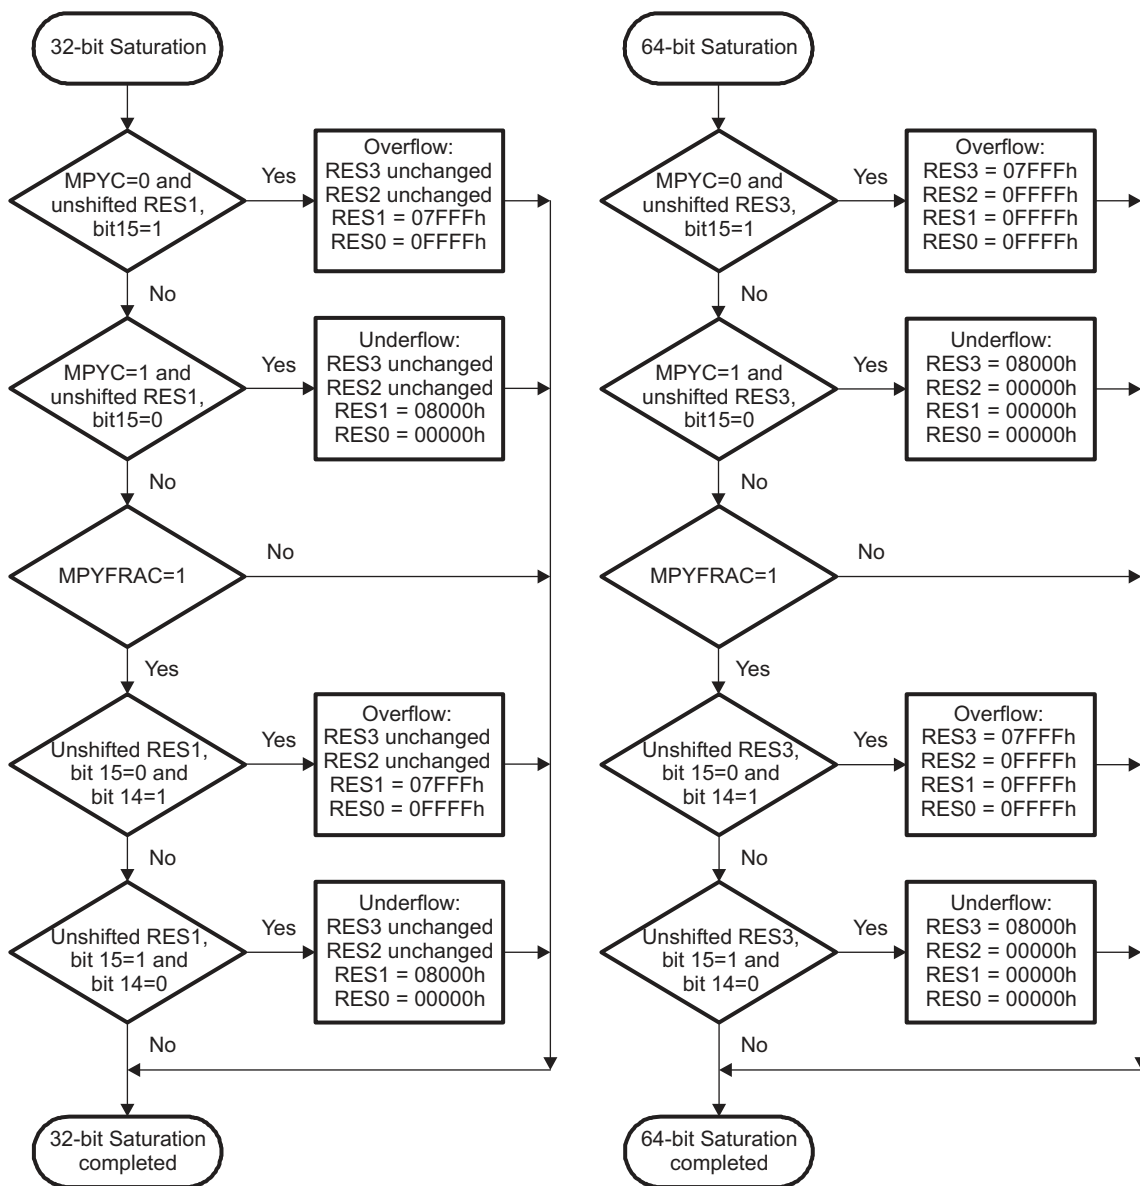 32-bit Saturation
MPYC=0 and
unshifted RES1,
bit15=1
Yes
Overflow:
RES3 unchanged
RES2 unchanged
RES1 = 07FFFh
RES0 = 0FFFFh
No
MPYC=1 and
unshifted RES1,
bit15=0
Yes
Underflow:
RES3 unchanged
RES2 unchanged
RES1 = 08000h
RES0 = 00000h
No
MPYFRAC=1
No
Yes
Unshifted RES1,
bit 15=0 and
bit 14=1
Yes
Overflow:
RES3 unchanged
RES2 unchanged
RES1 = 07FFFh
RES0 = 0FFFFh
No
Unshifted RES1,
bit 15=1 and
bit 14=0
Yes
Underflow:
RES3 unchanged
RES2 unchanged
RES1 = 08000h
RES0 = 00000h
No
32-bit Saturation
completed
64-bit Saturation
MPYC=0 and
unshifted RES3,
bit15=1
Yes
Overflow:
RES3 = 07FFFh
RES2 = 0FFFFh
RES1 = 0FFFFh
RES0 = 0FFFFh
No
MPYC=1 and
unshifted RES3,
bit15=0
Yes
Underflow:
RES3 = 08000h
RES2 = 00000h
RES1 = 00000h
RES0 = 00000h
No
MPYFRAC=1
No
Yes
Unshifted RES3,
bit 15=0 and
bit 14=1
Yes
Overflow:
RES3 = 07FFFh
RES2 = 0FFFFh
RES1 = 0FFFFh
RES0 = 0FFFFh
No
Unshifted RES3,
bit 15=1 and
bit 14=0
Yes
Underflow:
RES3 = 08000h
RES2 = 00000h
RES1 = 00000h
RES0 = 00000h
No
64-bit Saturation
completed